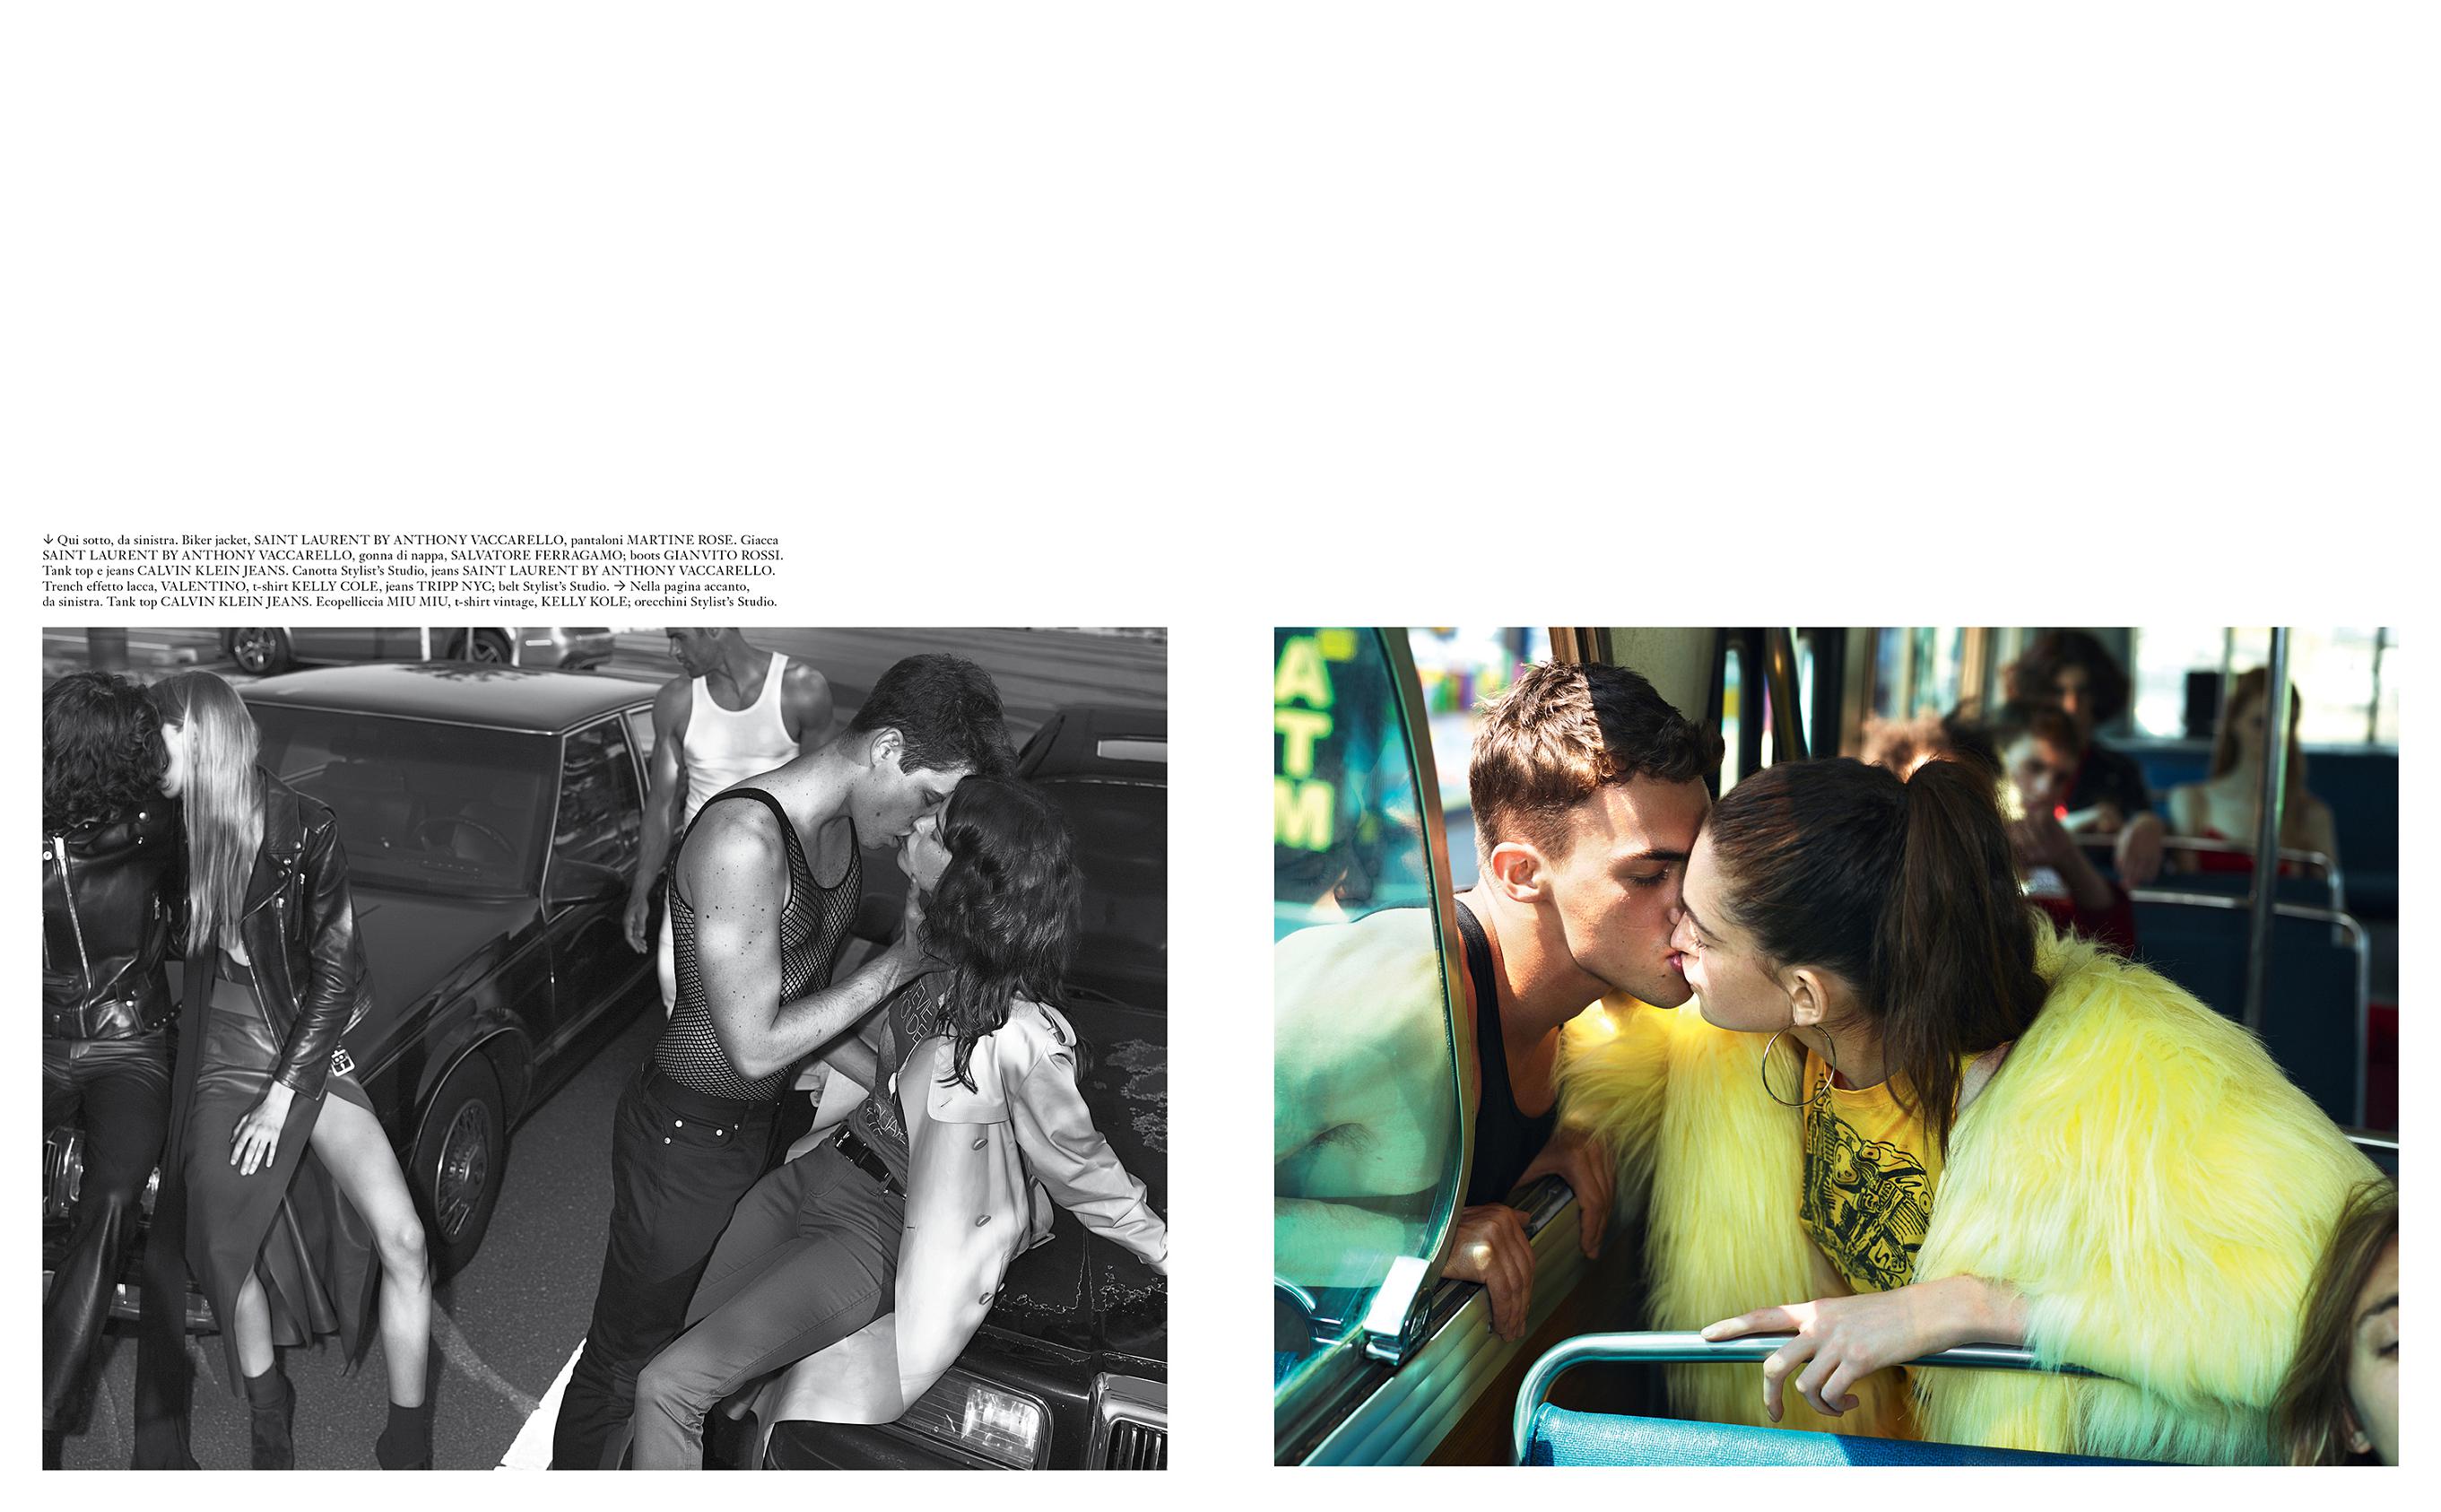 ↓ Qui sotto, da sinistra. Biker jacket, SAINT LAURENT BY ANTHONY VACCARELLO, pantaloni MARTINE ROSE. Giacca
SAINT LAURENT BY ANTHONY VACCARELLO, gonna di nappa, SALVATORE FERRAGAMO; boots GIANVITO ROSSI.
Tank top e jeans CALVIN KLEIN JEANS. Canotta Stylist's Studio, jeans SAINT LAURENT BY ANTHONY VACCARELLO.
Trench effetto lacca, VALENTINO, t-shirt KELLY COLE, jeans TRIPP NYC; belt Stylist's Studio. → Nella pagina accanto,
da sinistra. Tank top CALVIN KLEIN JEANS. Ecopelliccia MIU MIU, t-shirt vintage, KELLY KOLE; orecchini Stylist's Studio.
ATM